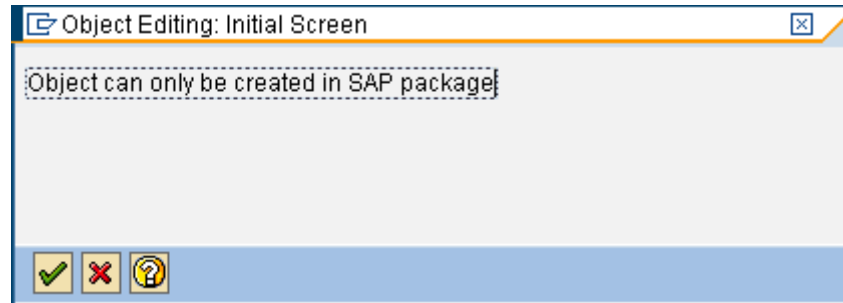 Object Editing: Initial Screen
Object can only be created in SAP package